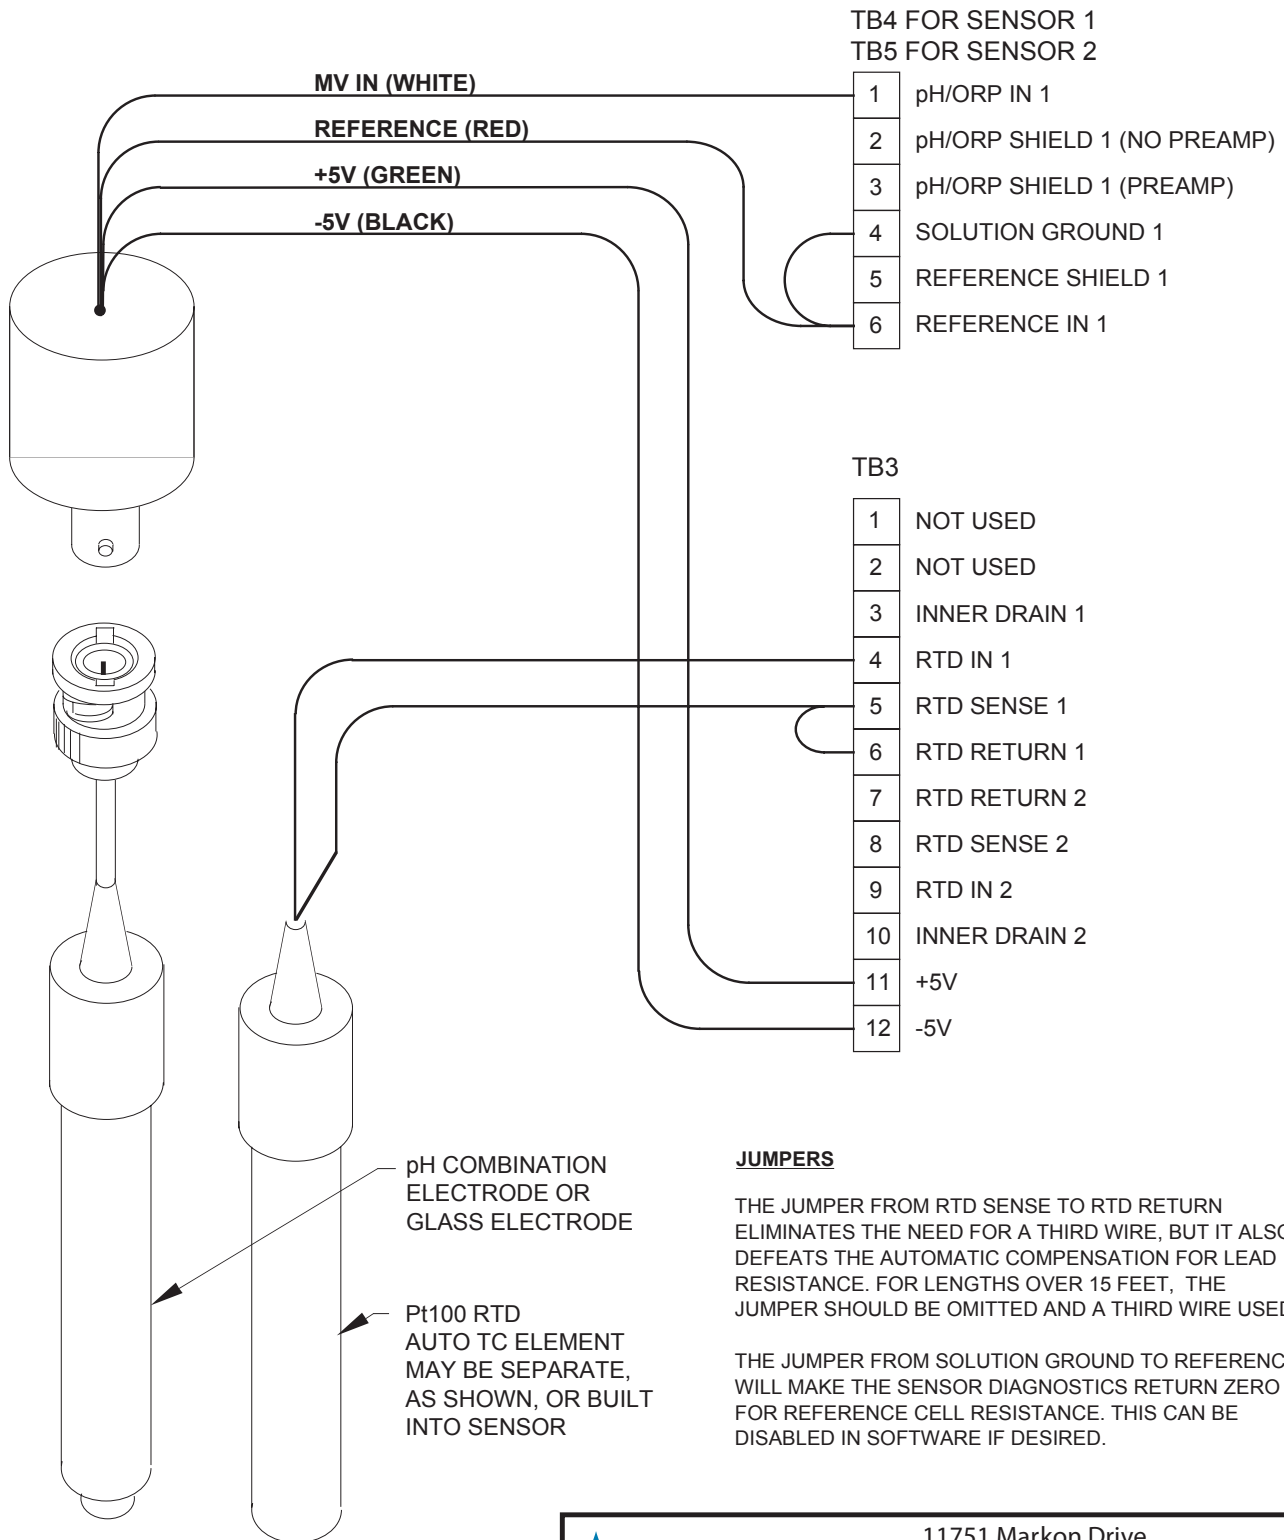 TB4 FOR SENSOR 1
TB5 FOR SENSOR 2
MV IN (WHITE)
REFERENCE (RED)
+5V (GREEN)
-5V (BLACK)
1 pH/ORP IN 1
2 pH/ORP SHIELD 1 (NO PREAMP)
3 pH/ORP SHIELD 1 (PREAMP)
4 SOLUTION GROUND 1
5 REFERENCE SHIELD 1
6 REFERENCE IN 1
TB3
1 NOT USED
2 NOT USED
3 INNER DRAIN 1
4 RTD IN 1
5 RTD SENSE 1
6 RTD RETURN 1
7 RTD RETURN 2
8 RTD SENSE 2
9 RTD IN 2
10 INNER DRAIN 2
11 +5V
12 -5V
pH COMBINATION
ELECTRODE OR
GLASS ELECTRODE
Pt100 RTD
AUTO TC ELEMENT
MAY BE SEPARATE,
AS SHOWN, OR BUILT
INTO SENSOR
JUMPERS
THE JUMPER FROM RTD SENSE TO RTD RETURN
ELIMINATES THE NEED FOR A THIRD WIRE, BUT IT ALSO
DEFEATS THE AUTOMATIC COMPENSATION FOR LEAD
RESISTANCE. FOR LENGTHS OVER 15 FEET, THE
JUMPER SHOULD BE OMITTED AND A THIRD WIRE USED
THE JUMPER FROM SOLUTION GROUND TO REFERENC
WILL MAKE THE SENSOR DIAGNOSTICS RETURN ZERO
FOR REFERENCE CELL RESISTANCE. THIS CAN BE
DISABLED IN SOFTWARE IF DESIRED.
11751 Markon Drive